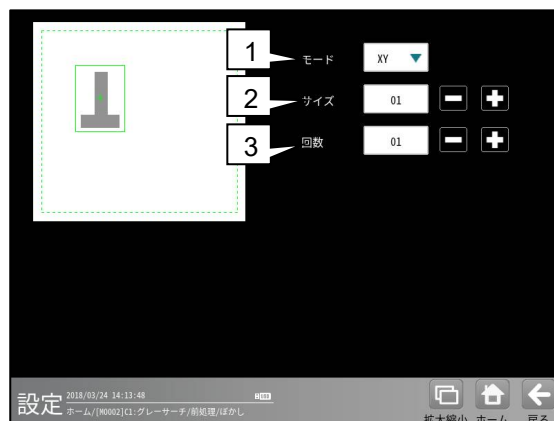 1
モード
XY
2
サイズ
01
3
回数
01
設定
2018/03/24 14:13:48
ホーム/[M0002]C1:グレーサーチ/前処理/ぼかし
拡大縮小
ホーム
戻る